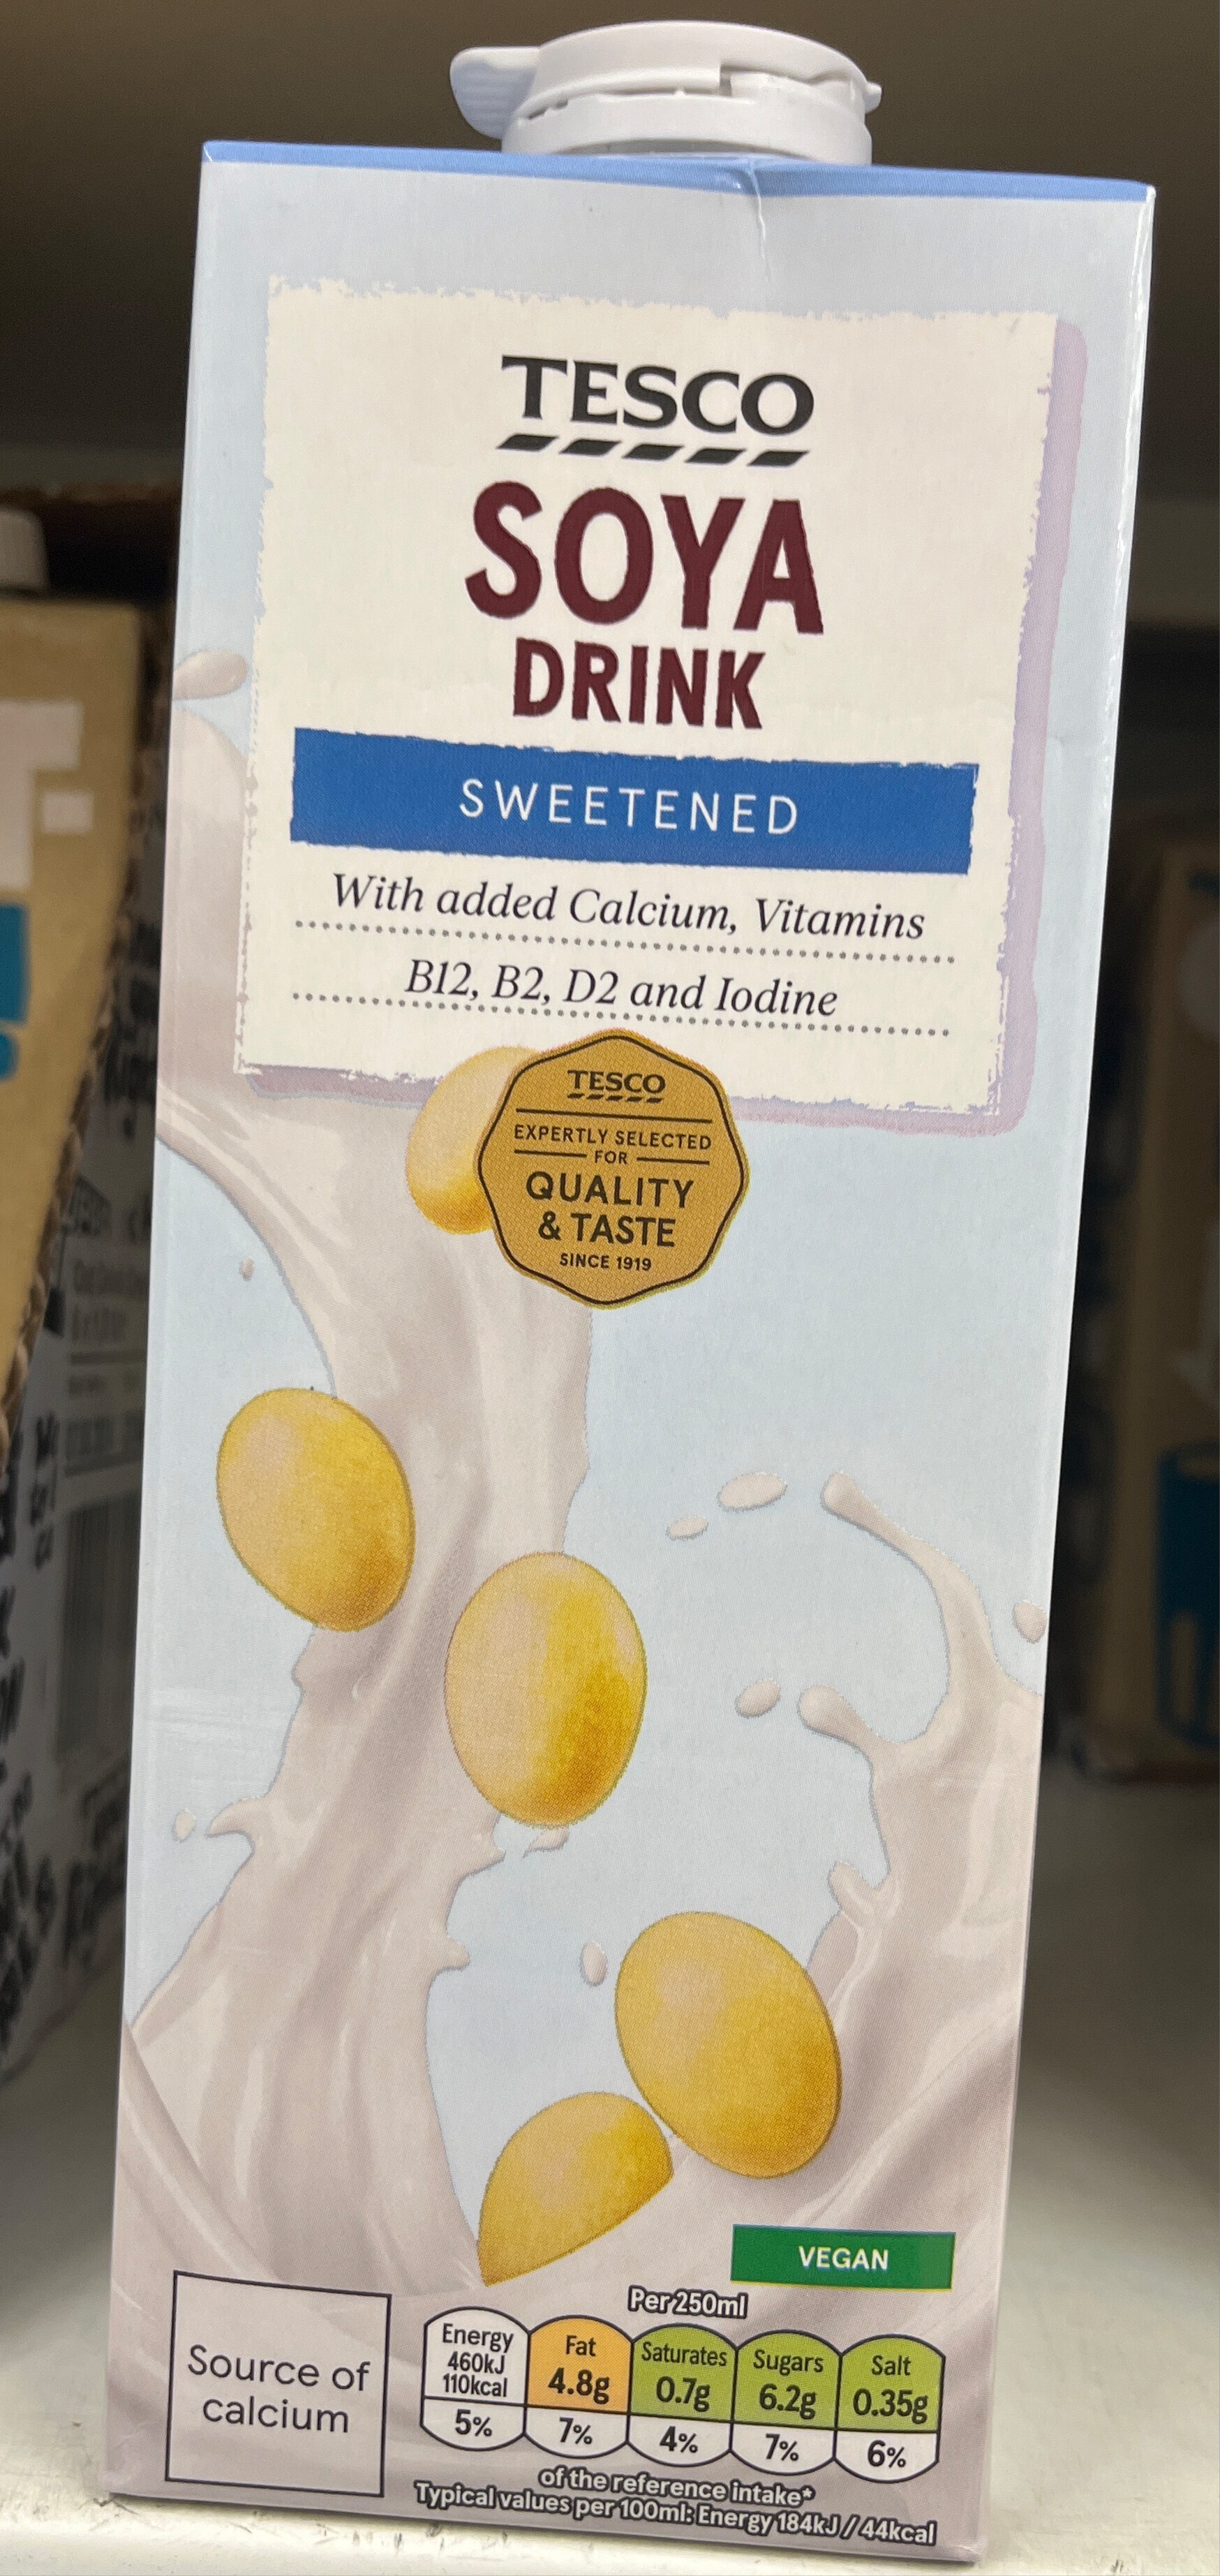 TESCO
SOYA
DRINK
SWEETENED
With added Calcium, Vitamins
B12, B2, D2 and Iodine
TESCO
EXPERTLY SELECTED
FOR
QUALITY
& TASTE
SINCE 1919
VEGAN
Source of
calcium
Per 250ml
Energy
460kJ
110kcal
5%
Fat
4.8g
7%
Saturates
0.7g
4%
Sugars
6.2g
7%
Salt
0.35g
6%
of the reference intake*
Typical values per 100ml: Energy 184kJ / 44kcal